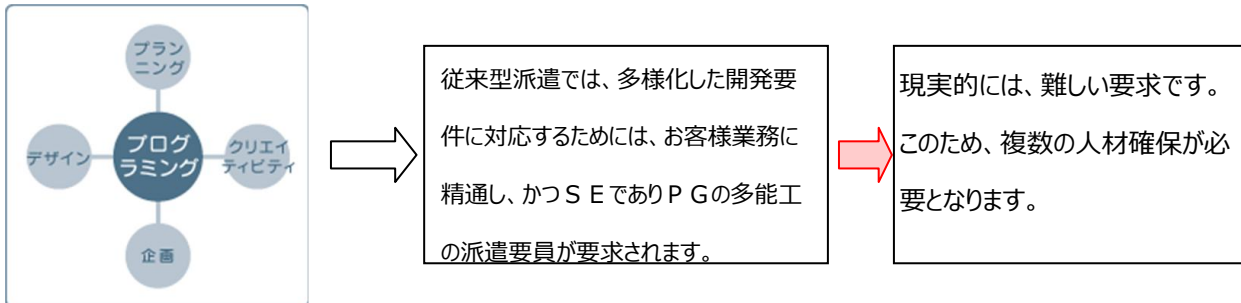 プラン
ニング
デザイン
プログ
ラミング
クリエイ
ティビティ
企画
従来型派遣では、多様化した開発要
件に対応するためには、お客様業務に
精通し、かつＳＥでありＰＧの多能工
の派遣要員が要求されます。
現実的には、難しい要求です。
このため、複数の人材確保が必
要となります。